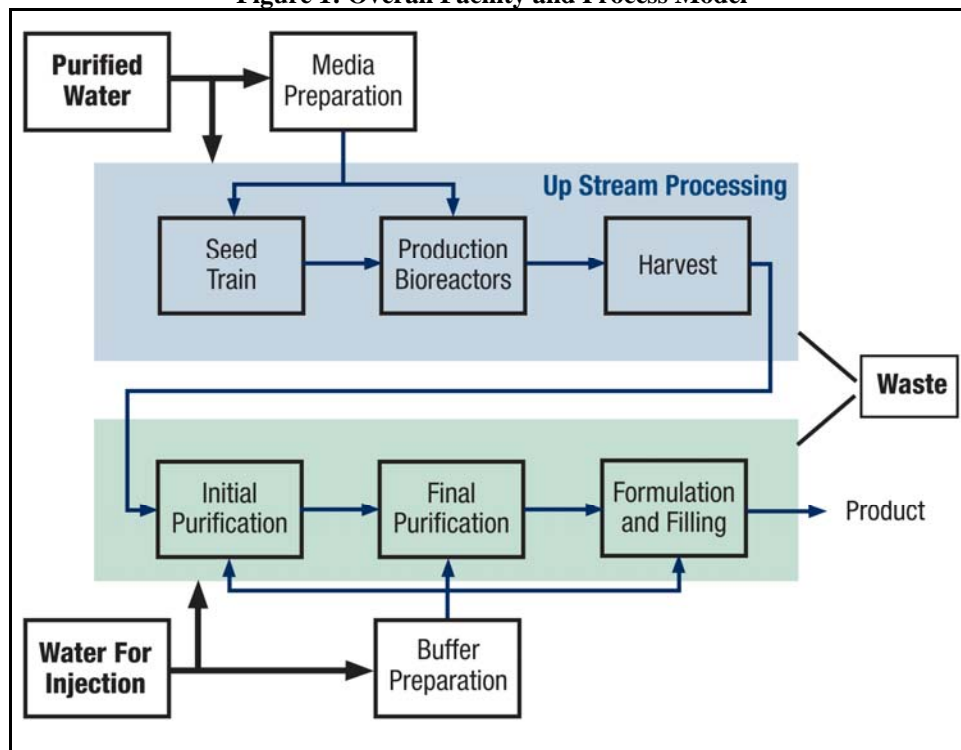 Figure 1: Overall Facility and Process Model
Purified
Water
Media
Preparation
Up Stream Processing
Seed
Train
Production
Bioreactors
Harvest
Waste
Initial
Purification
Final
Purification
Formulation
and Filling
Product
Water For
Injection
Buffer
Preparation